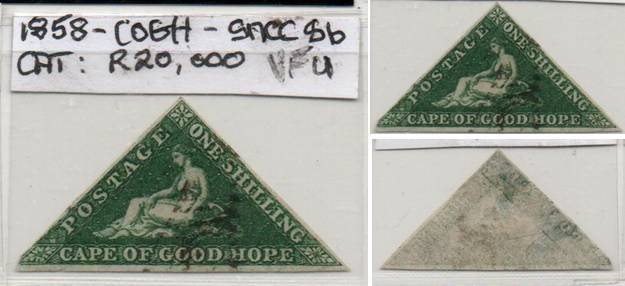 1858 - COGH - SACC 8b
CAT: R20,000 VFU
POSTAGE
ONE·SHILLING
CAPE OF GOOD HOPE
POSTAGE
ONE·SHILLING
CAPE OF GOOD HOPE